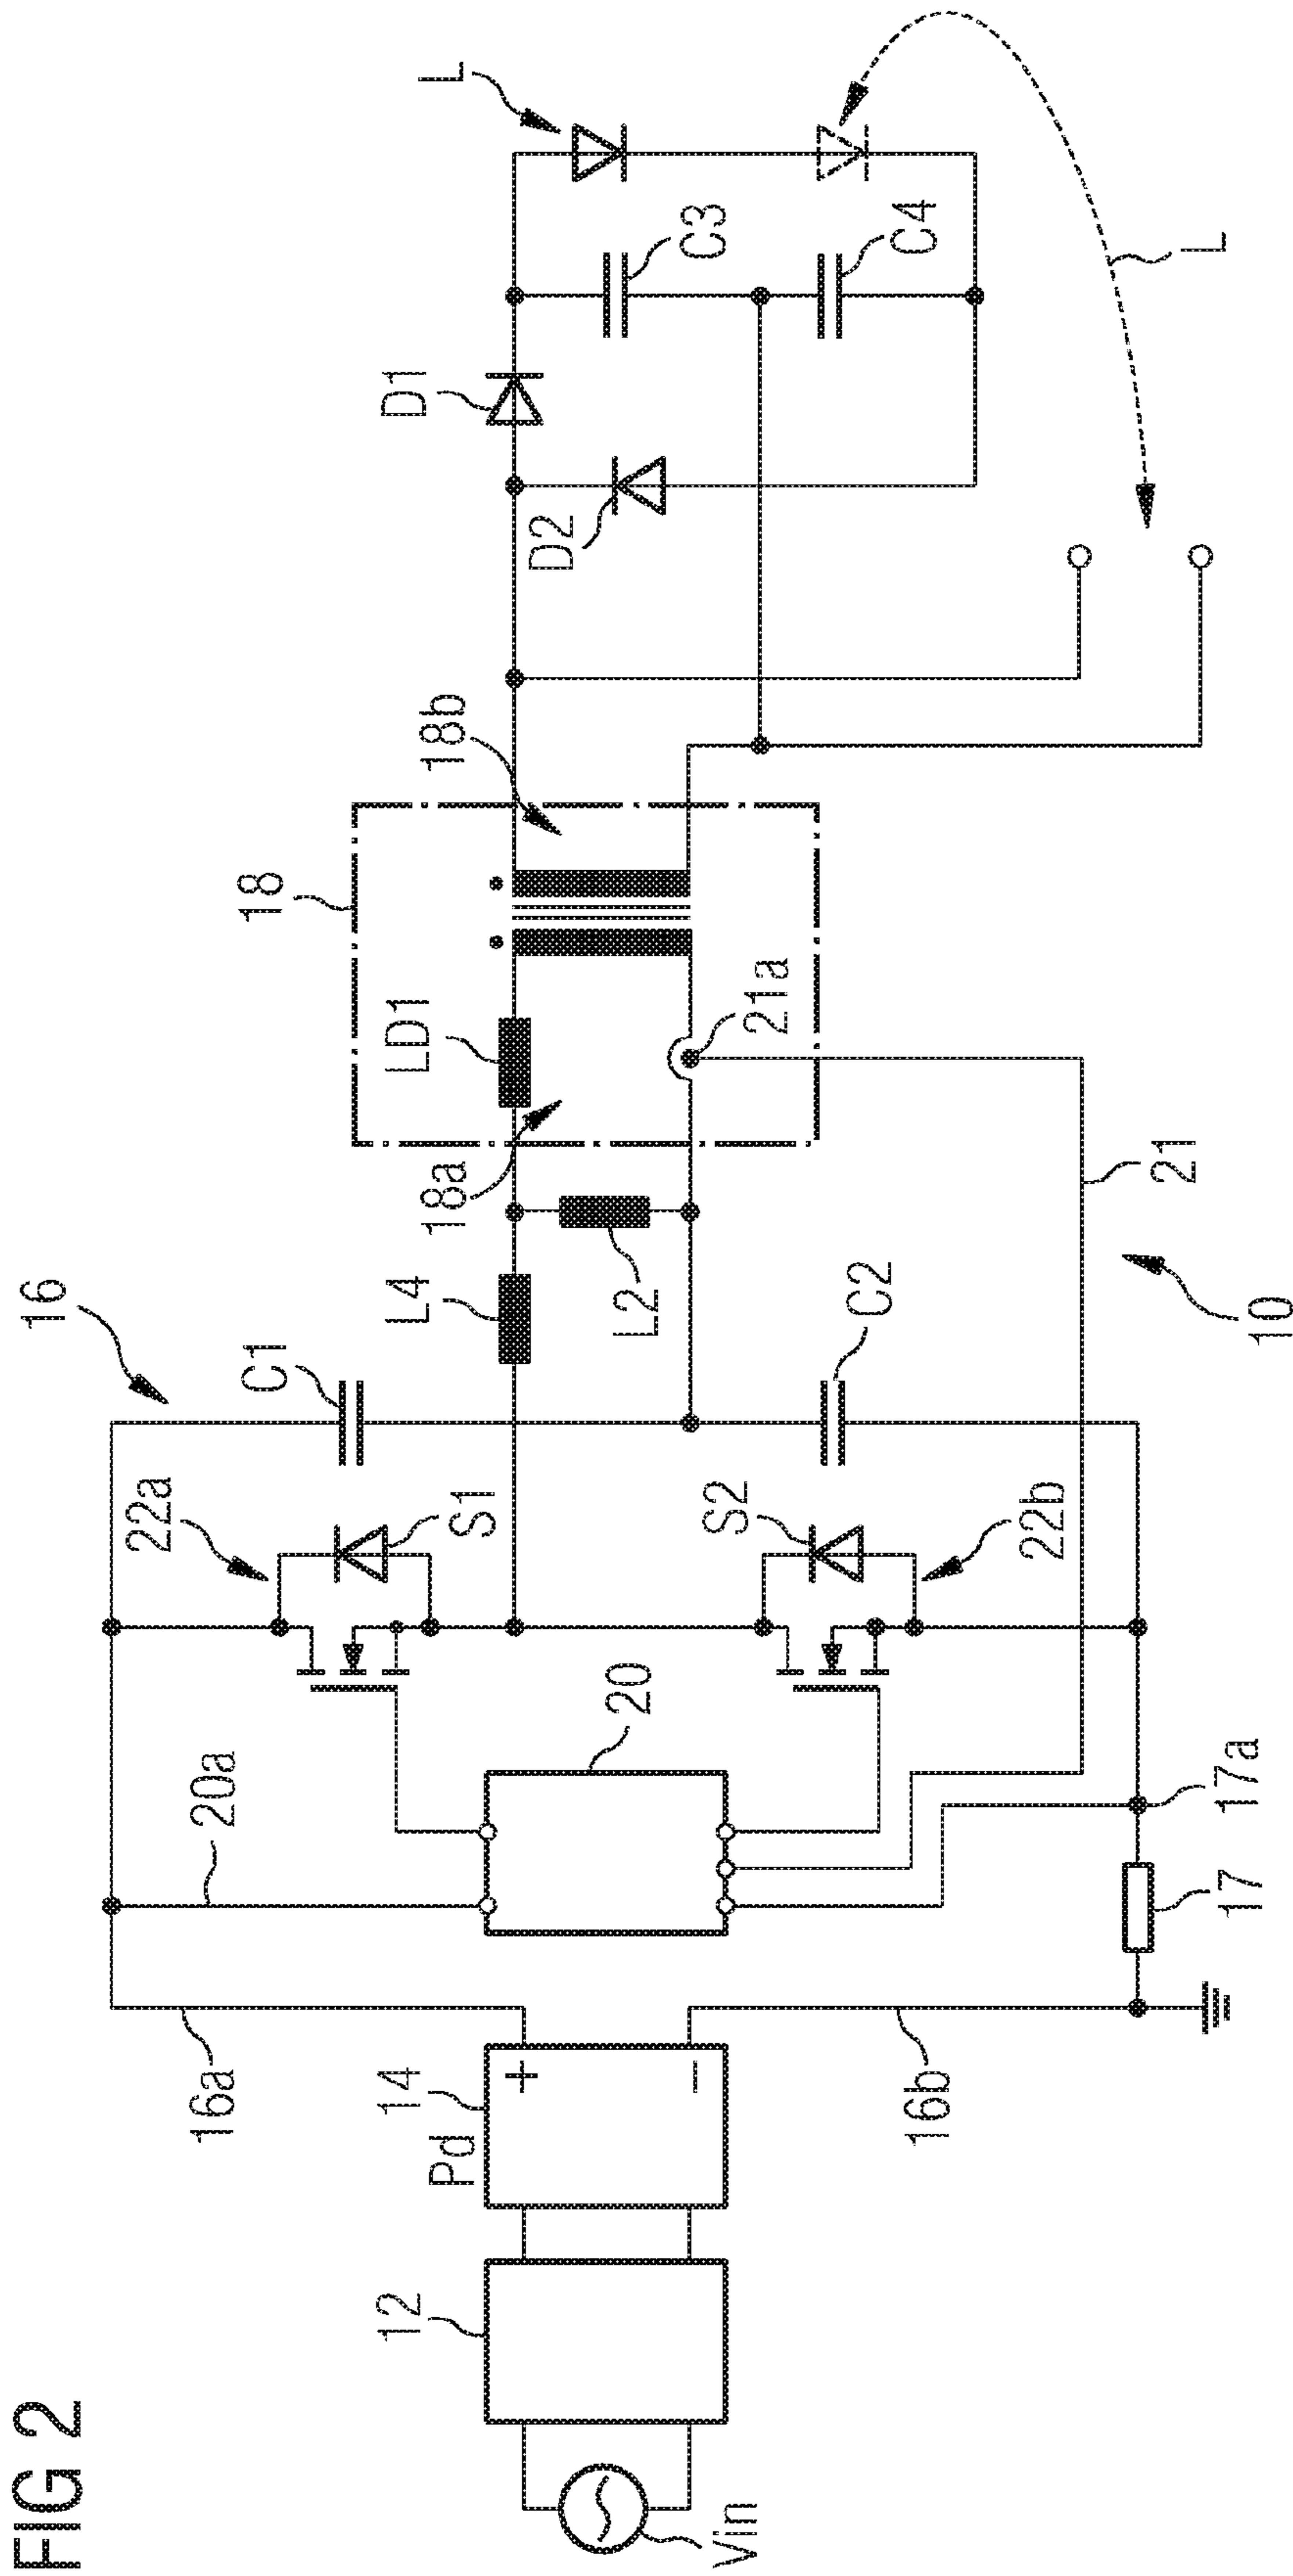 FIG 2
Vin
12
14
Pd
+
−
16a
16b
20a
20
17
17a
22a
S1
S2
22b
16
C1
C2
L4
L2
10
21
18
18a
LD1
21a
18b
D1
D2
C3
C4
L
L